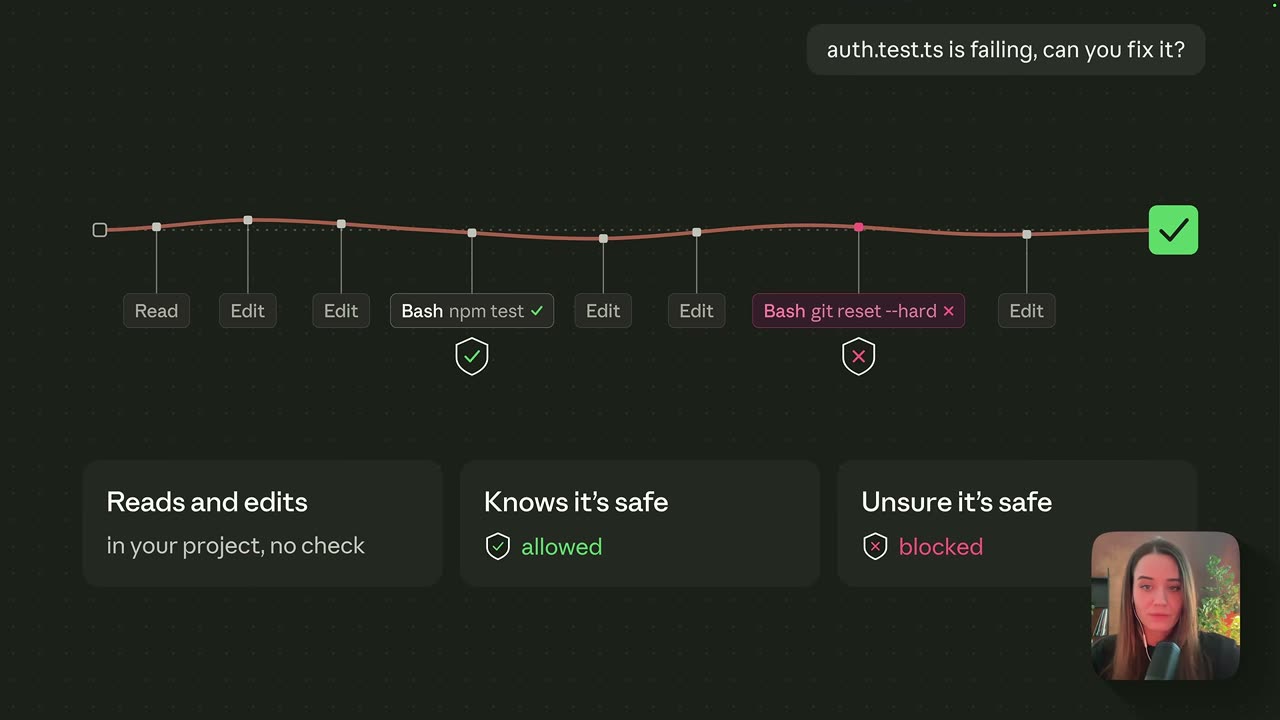 auth.test.ts is failing, can you fix it?
Read
Edit
Edit
Bash npm test
Edit
Edit
Bash git reset --hard
Edit
Reads and edits
in your project, no check
Knows it’s safe
allowed
Unsure it’s safe
blocked